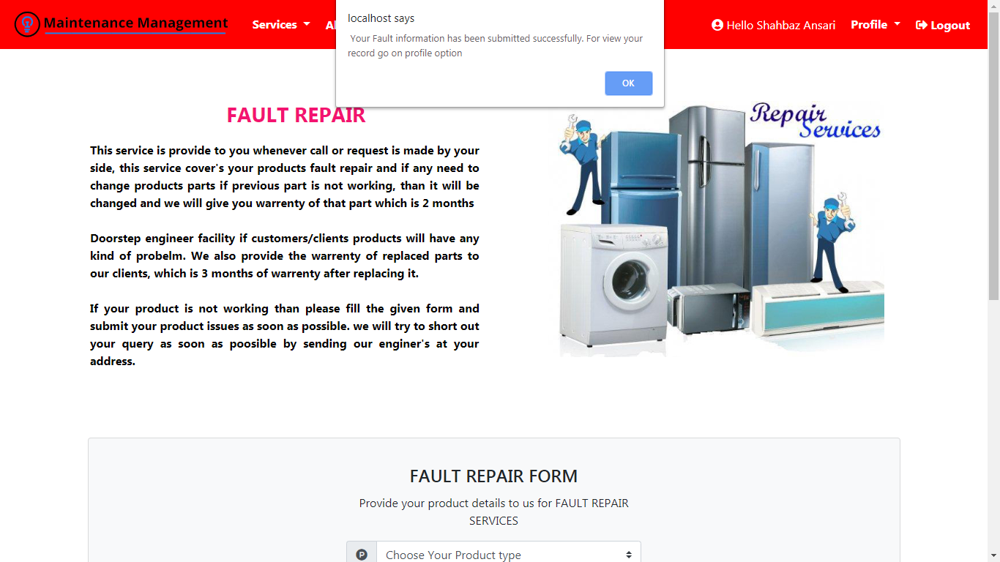 Maintenance Management
Services
Hello Shahbaz Ansari
Profile
Logout
localhost says
Your Fault information has been submitted successfully. For view your
record go on profile option
OK
FAULT REPAIR
This service is provide to you whenever call or request is made by your
side, this service cover's your products fault repair and if any need to
change products parts if previous part is not working, than it will be
changed and we will give you warrenty of that part which is 2 months
Doorstep engineer facility if customers/clients products will have any
kind of probelm. We also provide the warrenty of replaced parts to
our clients, which is 3 months of warrenty after replacing it.
If your product is not working than please fill the given form and
submit your product issues as soon as possible. we will try to short out
your query as soon as poosible by sending our enginer's at your
address.
Repair
Services
FAULT REPAIR FORM
Provide your product details to us for FAULT REPAIR
SERVICES
P
Choose Your Product type